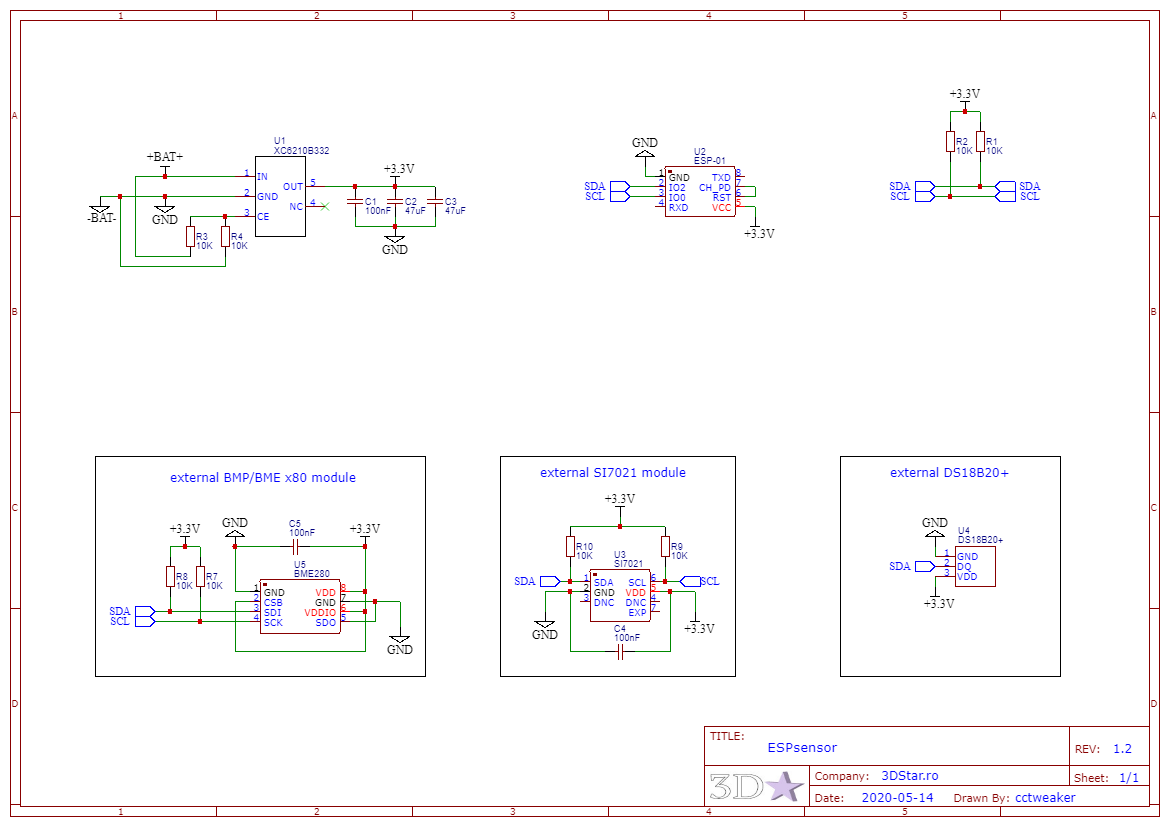 1 2 3 4 5
A A
B B
C C
D D
+BAT+
-BAT-
GND
U1
XC6210B332
1 IN
2 GND
3 CE
OUT 5
NC 4
R3
10K
R4
10K
+3.3V
C1
100nF
C2
47uF
C3
47uF
GND
GND
U2
ESP-01
SDA
SCL
1 GND
2 IO2
3 IO0
4 RXD
TXD 8
CH_PD 7
RST 6
VCC 5
+3.3V
+3.3V
R2
10K
R1
10K
SDA SDA
SCL SCL
external BMP/BME x80 module
+3.3V
GND
C5
100nF
+3.3V
R8
10K
R7
10K
U5
BME280
SDA
SCL
1 GND
2 CSB
3 SDI
4 SCK
VDD 8
GND 7
VDDIO 6
SDO 5
GND
external SI7021 module
+3.3V
R10
10K
R9
10K
U3
SI7021
SDA
SCL
1 SDA
2 GND
3 DNC
SCL 6
VDD 5
DNC 4
EXP 7
GND
+3.3V
C4
100nF
external DS18B20+
GND
U4
DS18B20+
SDA
1 GND
2 DQ
3 VDD
+3.3V
TITLE:
ESPsensor
REV: 1.2
3D
Company: 3DStar.ro
Sheet: 1/1
Date: 2020-05-14 Drawn By: cctweaker
1 2 3 4 5